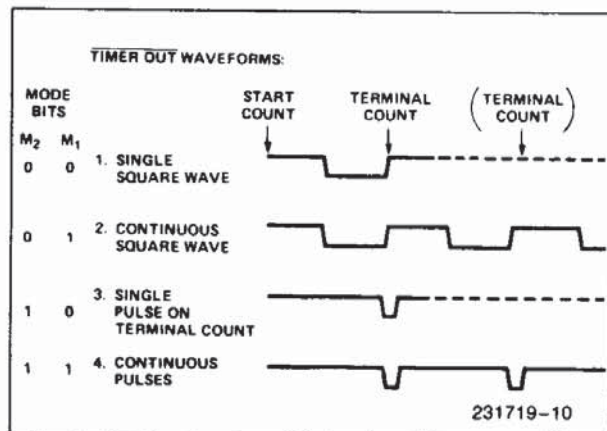 TIMER OUT WAVEFORMS:
MODE BITS
M2 M1
START COUNT
TERMINAL COUNT
(TERMINAL COUNT)
0 0 1. SINGLE SQUARE WAVE
0 1 2. CONTINUOUS SQUARE WAVE
1 0 3. SINGLE PULSE ON TERMINAL COUNT
1 1 4. CONTINUOUS PULSES
231719-10